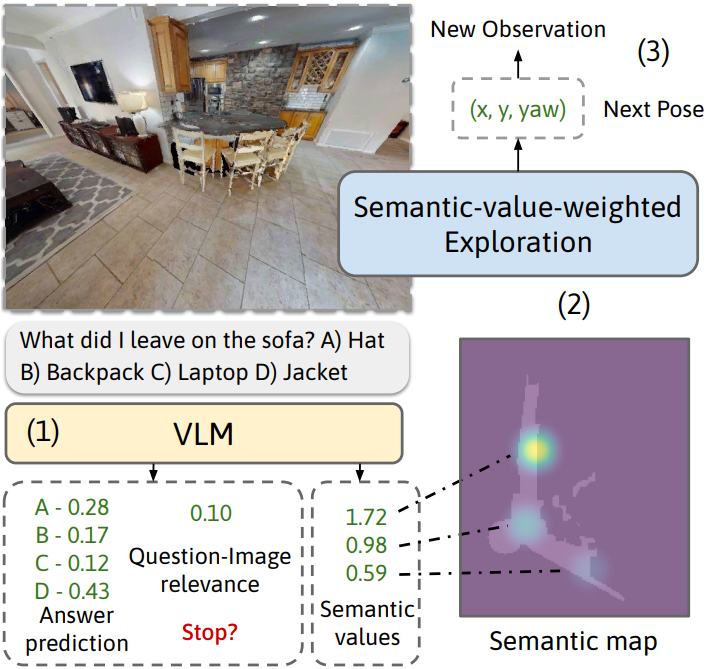 New Observation
(3)
(x, y, yaw)
Next Pose
Semantic-value-weighted
Exploration
(2)
What did I leave on the sofa? A) Hat
B) Backpack C) Laptop D) Jacket
(1)
VLM
A - 0.28
B - 0.17
C - 0.12
D - 0.43
Answer
prediction
0.10
Question-Image
relevance
Stop?
1.72
0.98
0.59
Semantic
values
Semantic map